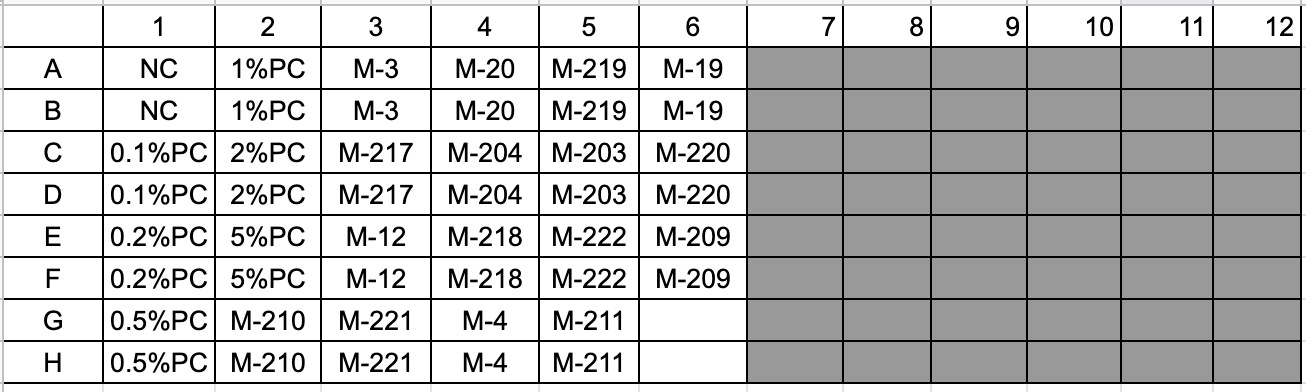 1 2 3 4 5 6 7 8 9 10 11 12
A NC 1%PC M-3 M-20 M-219 M-19
B NC 1%PC M-3 M-20 M-219 M-19
C 0.1%PC 2%PC M-217 M-204 M-203 M-220
D 0.1%PC 2%PC M-217 M-204 M-203 M-220
E 0.2%PC 5%PC M-12 M-218 M-222 M-209
F 0.2%PC 5%PC M-12 M-218 M-222 M-209
G 0.5%PC M-210 M-221 M-4 M-211
H 0.5%PC M-210 M-221 M-4 M-211